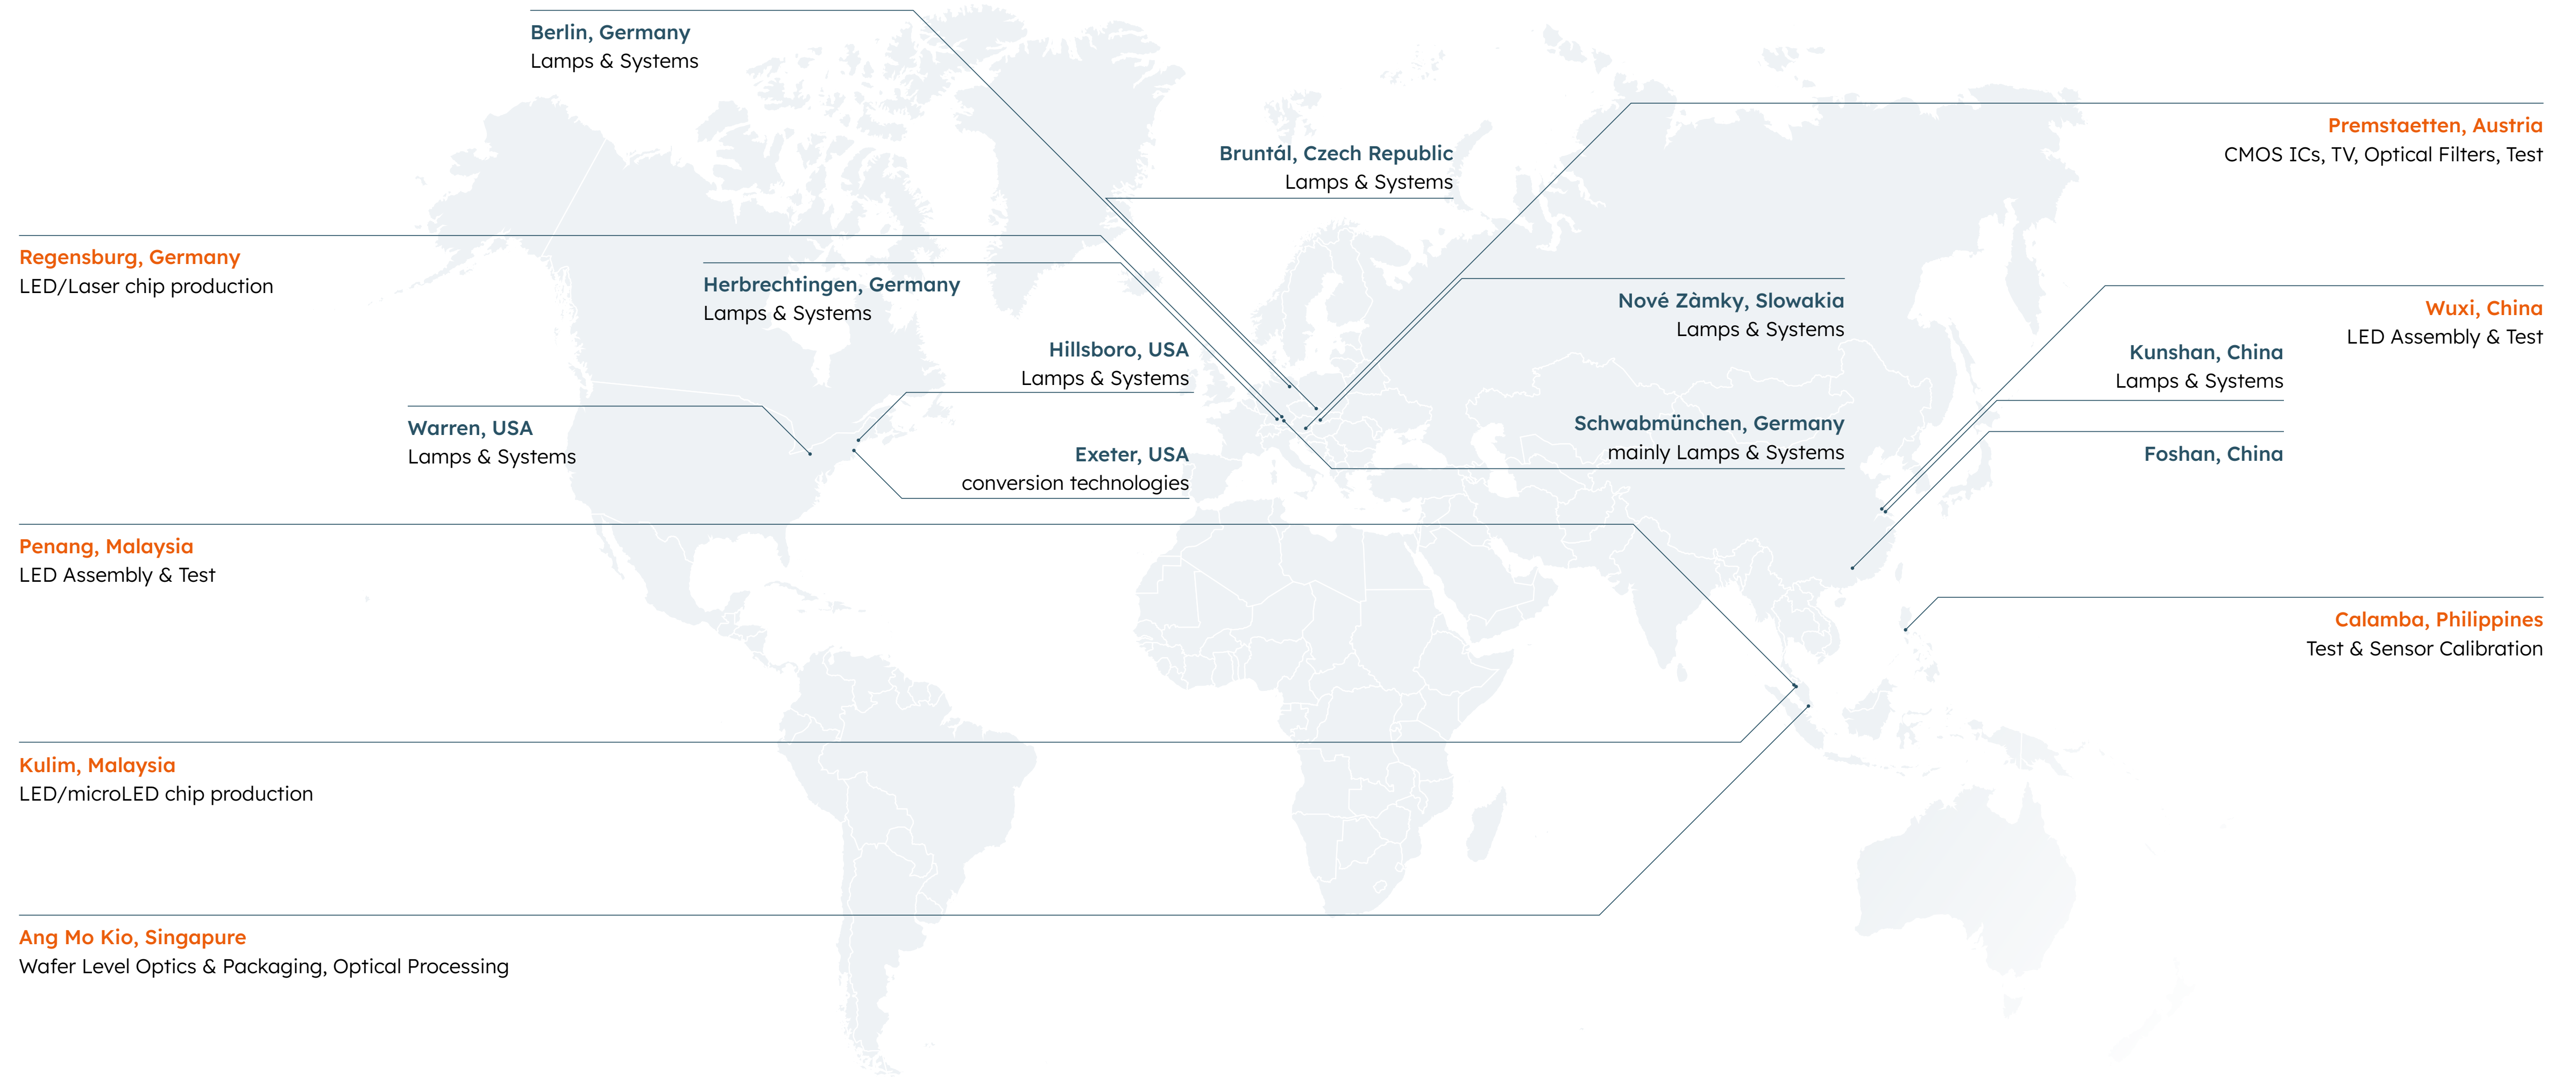 Berlin, Germany
Lamps & Systems
Premstaetten, Austria
CMOS ICs, TV, Optical Filters, Test
Bruntál, Czech Republic
Lamps & Systems
Regensburg, Germany
LED/Laser chip production
Herbrechtingen, Germany
Lamps & Systems
Nové Zàmky, Slowakia
Lamps & Systems
Wuxi, China
LED Assembly & Test
Hillsboro, USA
Lamps & Systems
Kunshan, China
Lamps & Systems
Warren, USA
Lamps & Systems
Schwabmünchen, Germany
mainly Lamps & Systems
Exeter, USA
conversion technologies
Foshan, China
Penang, Malaysia
LED Assembly & Test
Calamba, Philippines
Test & Sensor Calibration
Kulim, Malaysia
LED/microLED chip production
Ang Mo Kio, Singapure
Wafer Level Optics & Packaging, Optical Processing